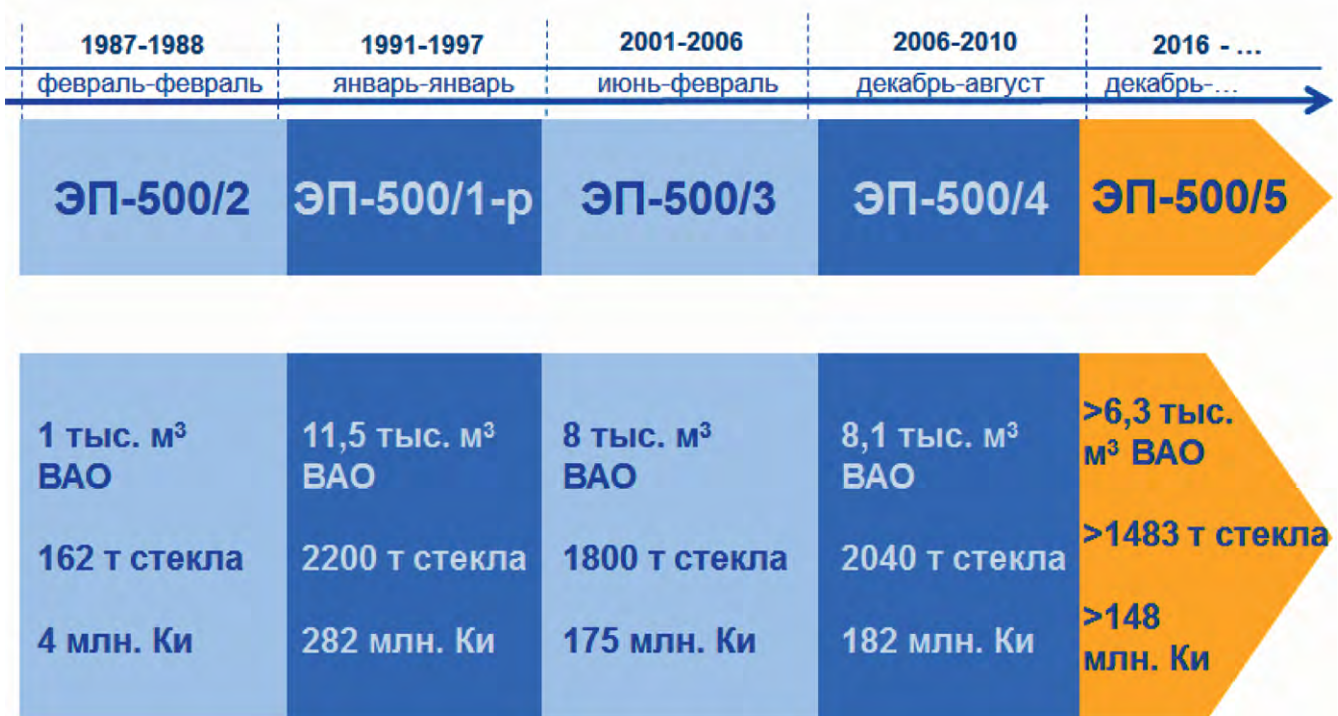 1987-1988
1991-1997
2001-2006
2006-2010
2016 - ...
февраль-февраль
январь-январь
июнь-февраль
декабрь-август
декабрь-...
ЭП-500/2
ЭП-500/1-р
ЭП-500/3
ЭП-500/4
ЭП-500/5
1 тыс. м³
ВАО
162 т стекла
4 млн. Ки
11,5 тыс. м³
ВАО
2200 т стекла
282 млн. Ки
8 тыс. м³
ВАО
1800 т стекла
175 млн. Ки
8,1 тыс. м³
ВАО
2040 т стекла
182 млн. Ки
>6,3 тыс.
м³ ВАО
>1483 т стекла
>148
млн. Ки